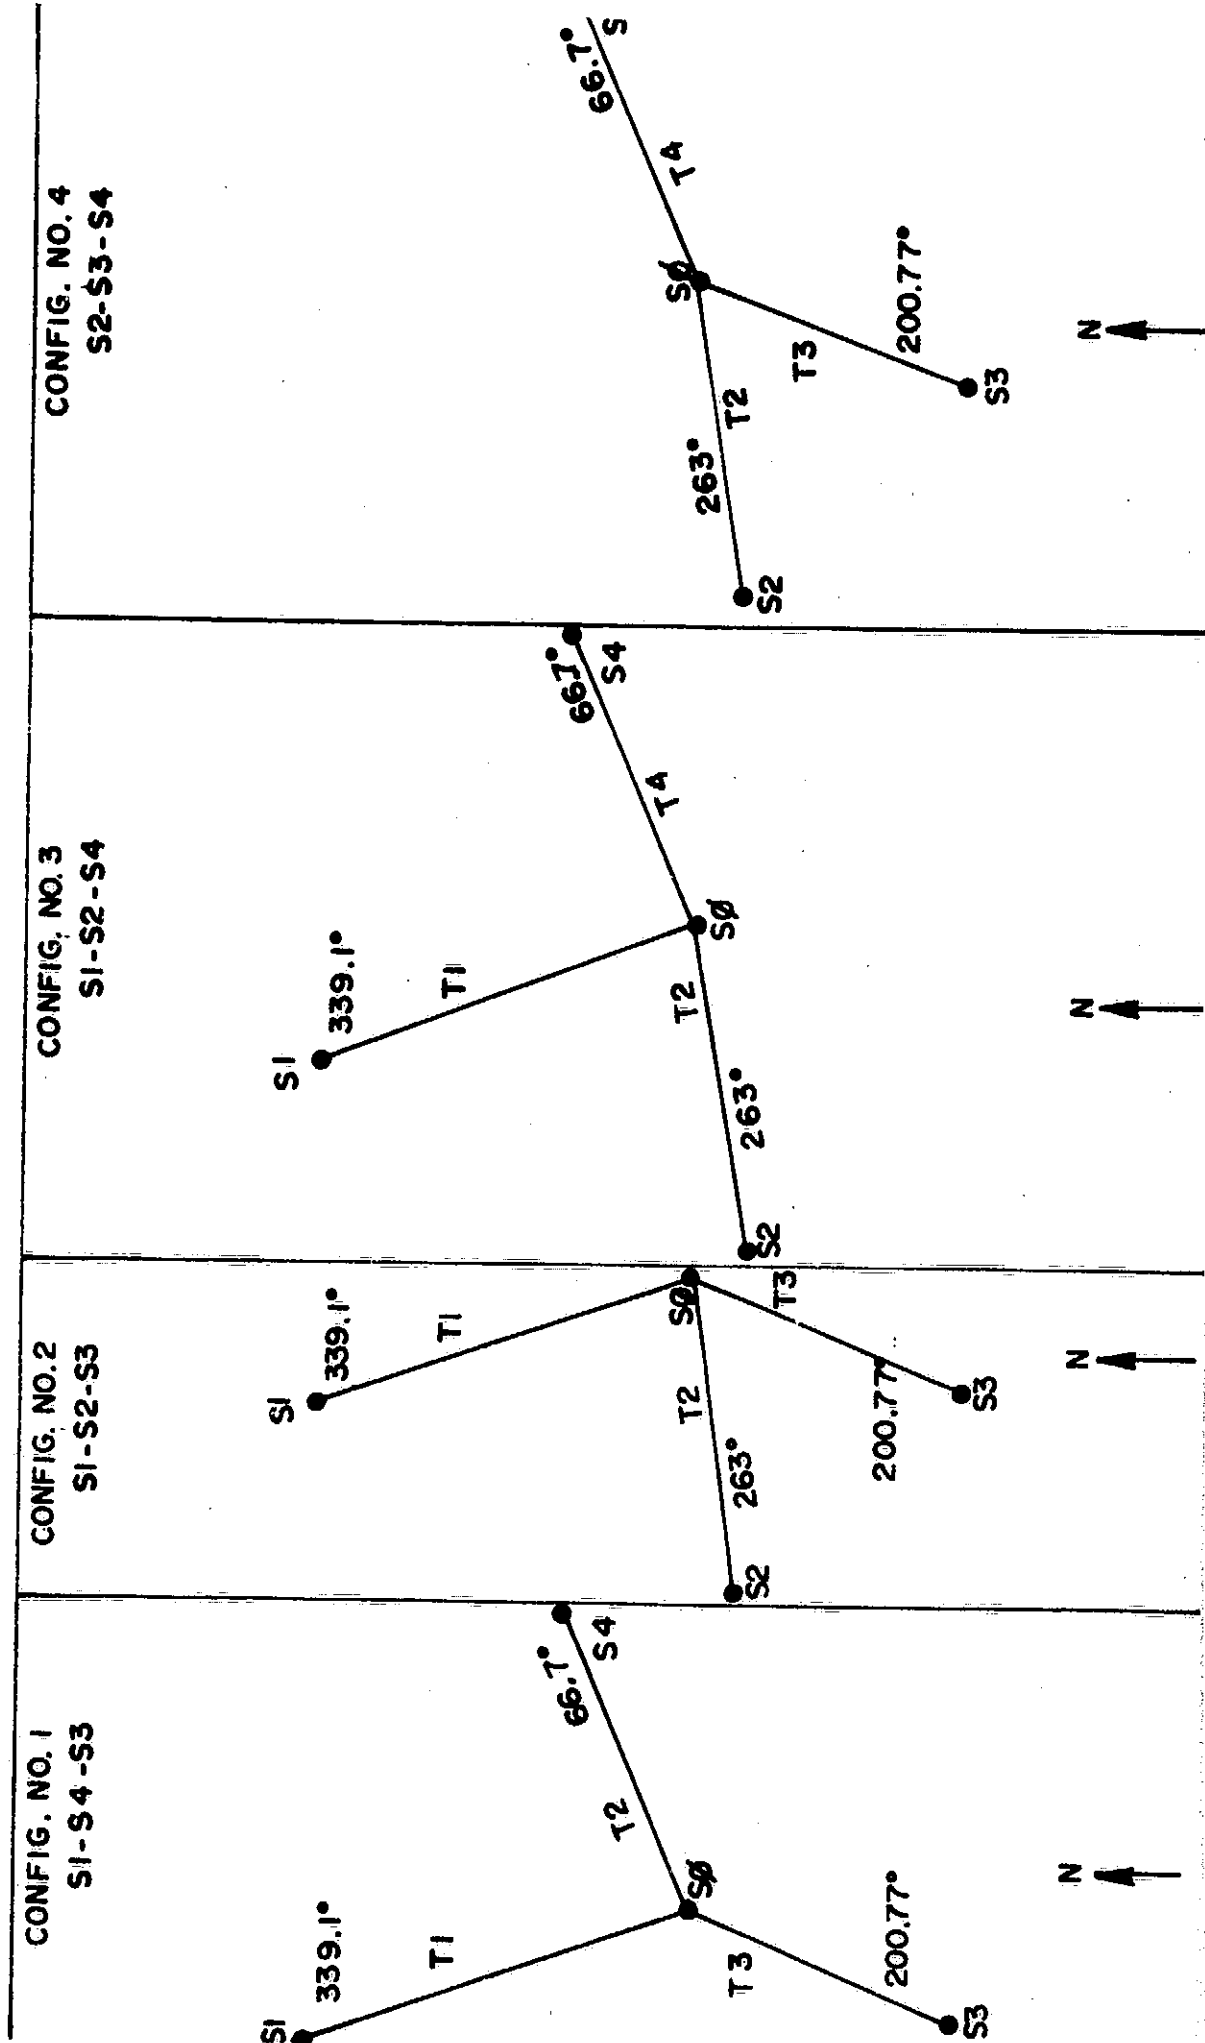 CONFIG. NO. 1
S1-S4-S3
S1
339.1°
T1
66.7°
S4
T2
SØ
T3
200.77°
S3
N
CONFIG. NO. 2
S1-S2-S3
S1
339.1°
T1
SØ
T2
263°
S2
T3
200.77°
S3
N
CONFIG. NO. 3
S1-S2-S4
S1
339.1°
T1
66.7°
S4
T4
SØ
T2
263°
S2
N
CONFIG. NO. 4
S2-S3-S4
66.7°
S
T4
SØ
263°
T2
S2
T3
200.77°
S3
N